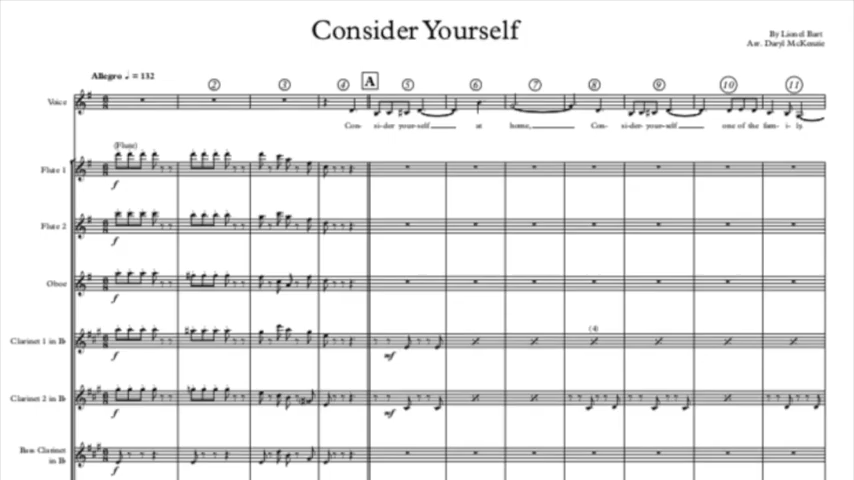 Consider Yourself
By Lionel Bart
Arr. Daryl McKenzie
Allegro ♩ = 132
2 3 4 A 5 6 7 8 9 10 11
Voice
Con- si-der your-self at home, Con- si-der- your-self one of the fam- i- ly.
(Flute)
Flute 1
f
Flute 2
f
Oboe
f
(4)
Clarinet 1 in B♭
f mf
Clarinet 2 in B♭
f mf
Bass Clarinet
in B♭
f